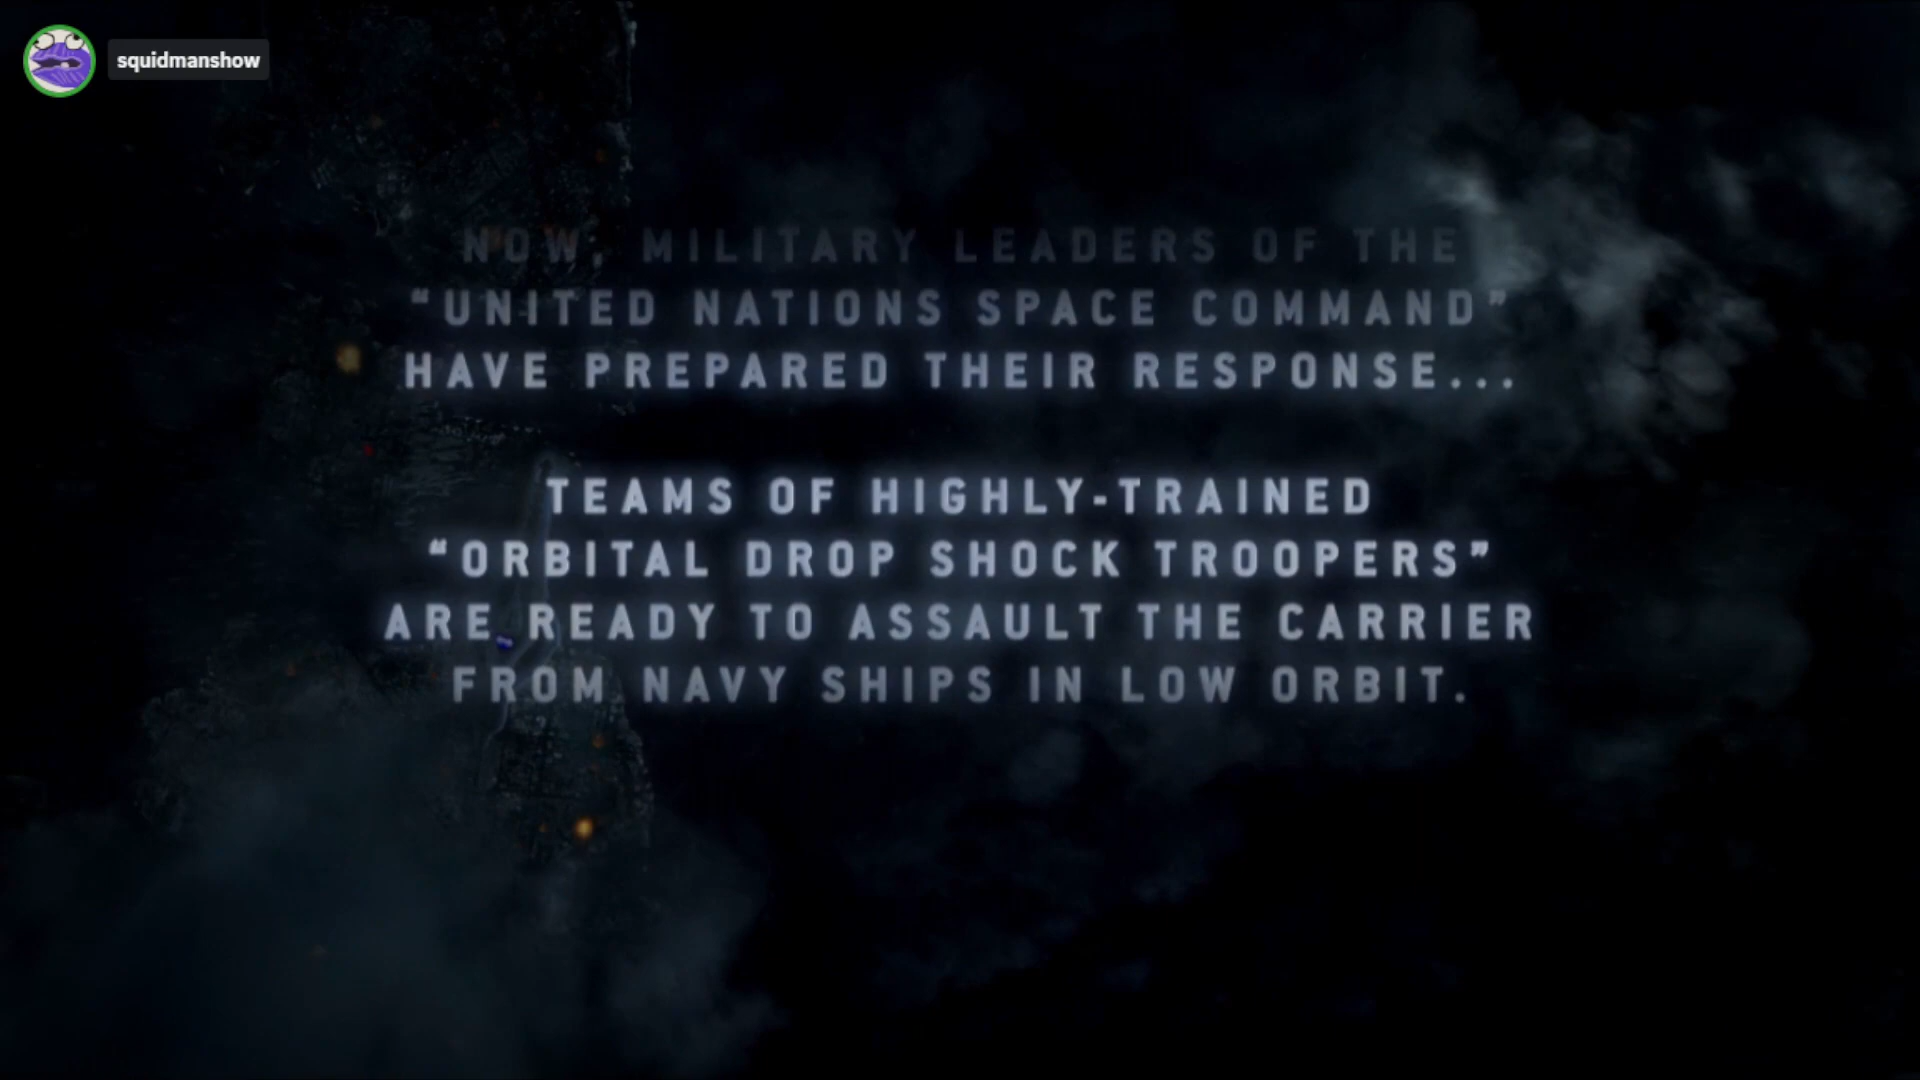 squidmanshow
NOW, MILITARY LEADERS OF THE
“UNITED NATIONS SPACE COMMAND”
HAVE PREPARED THEIR RESPONSE...
TEAMS OF HIGHLY-TRAINED
“ORBITAL DROP SHOCK TROOPERS”
ARE READY TO ASSAULT THE CARRIER
FROM NAVY SHIPS IN LOW ORBIT.